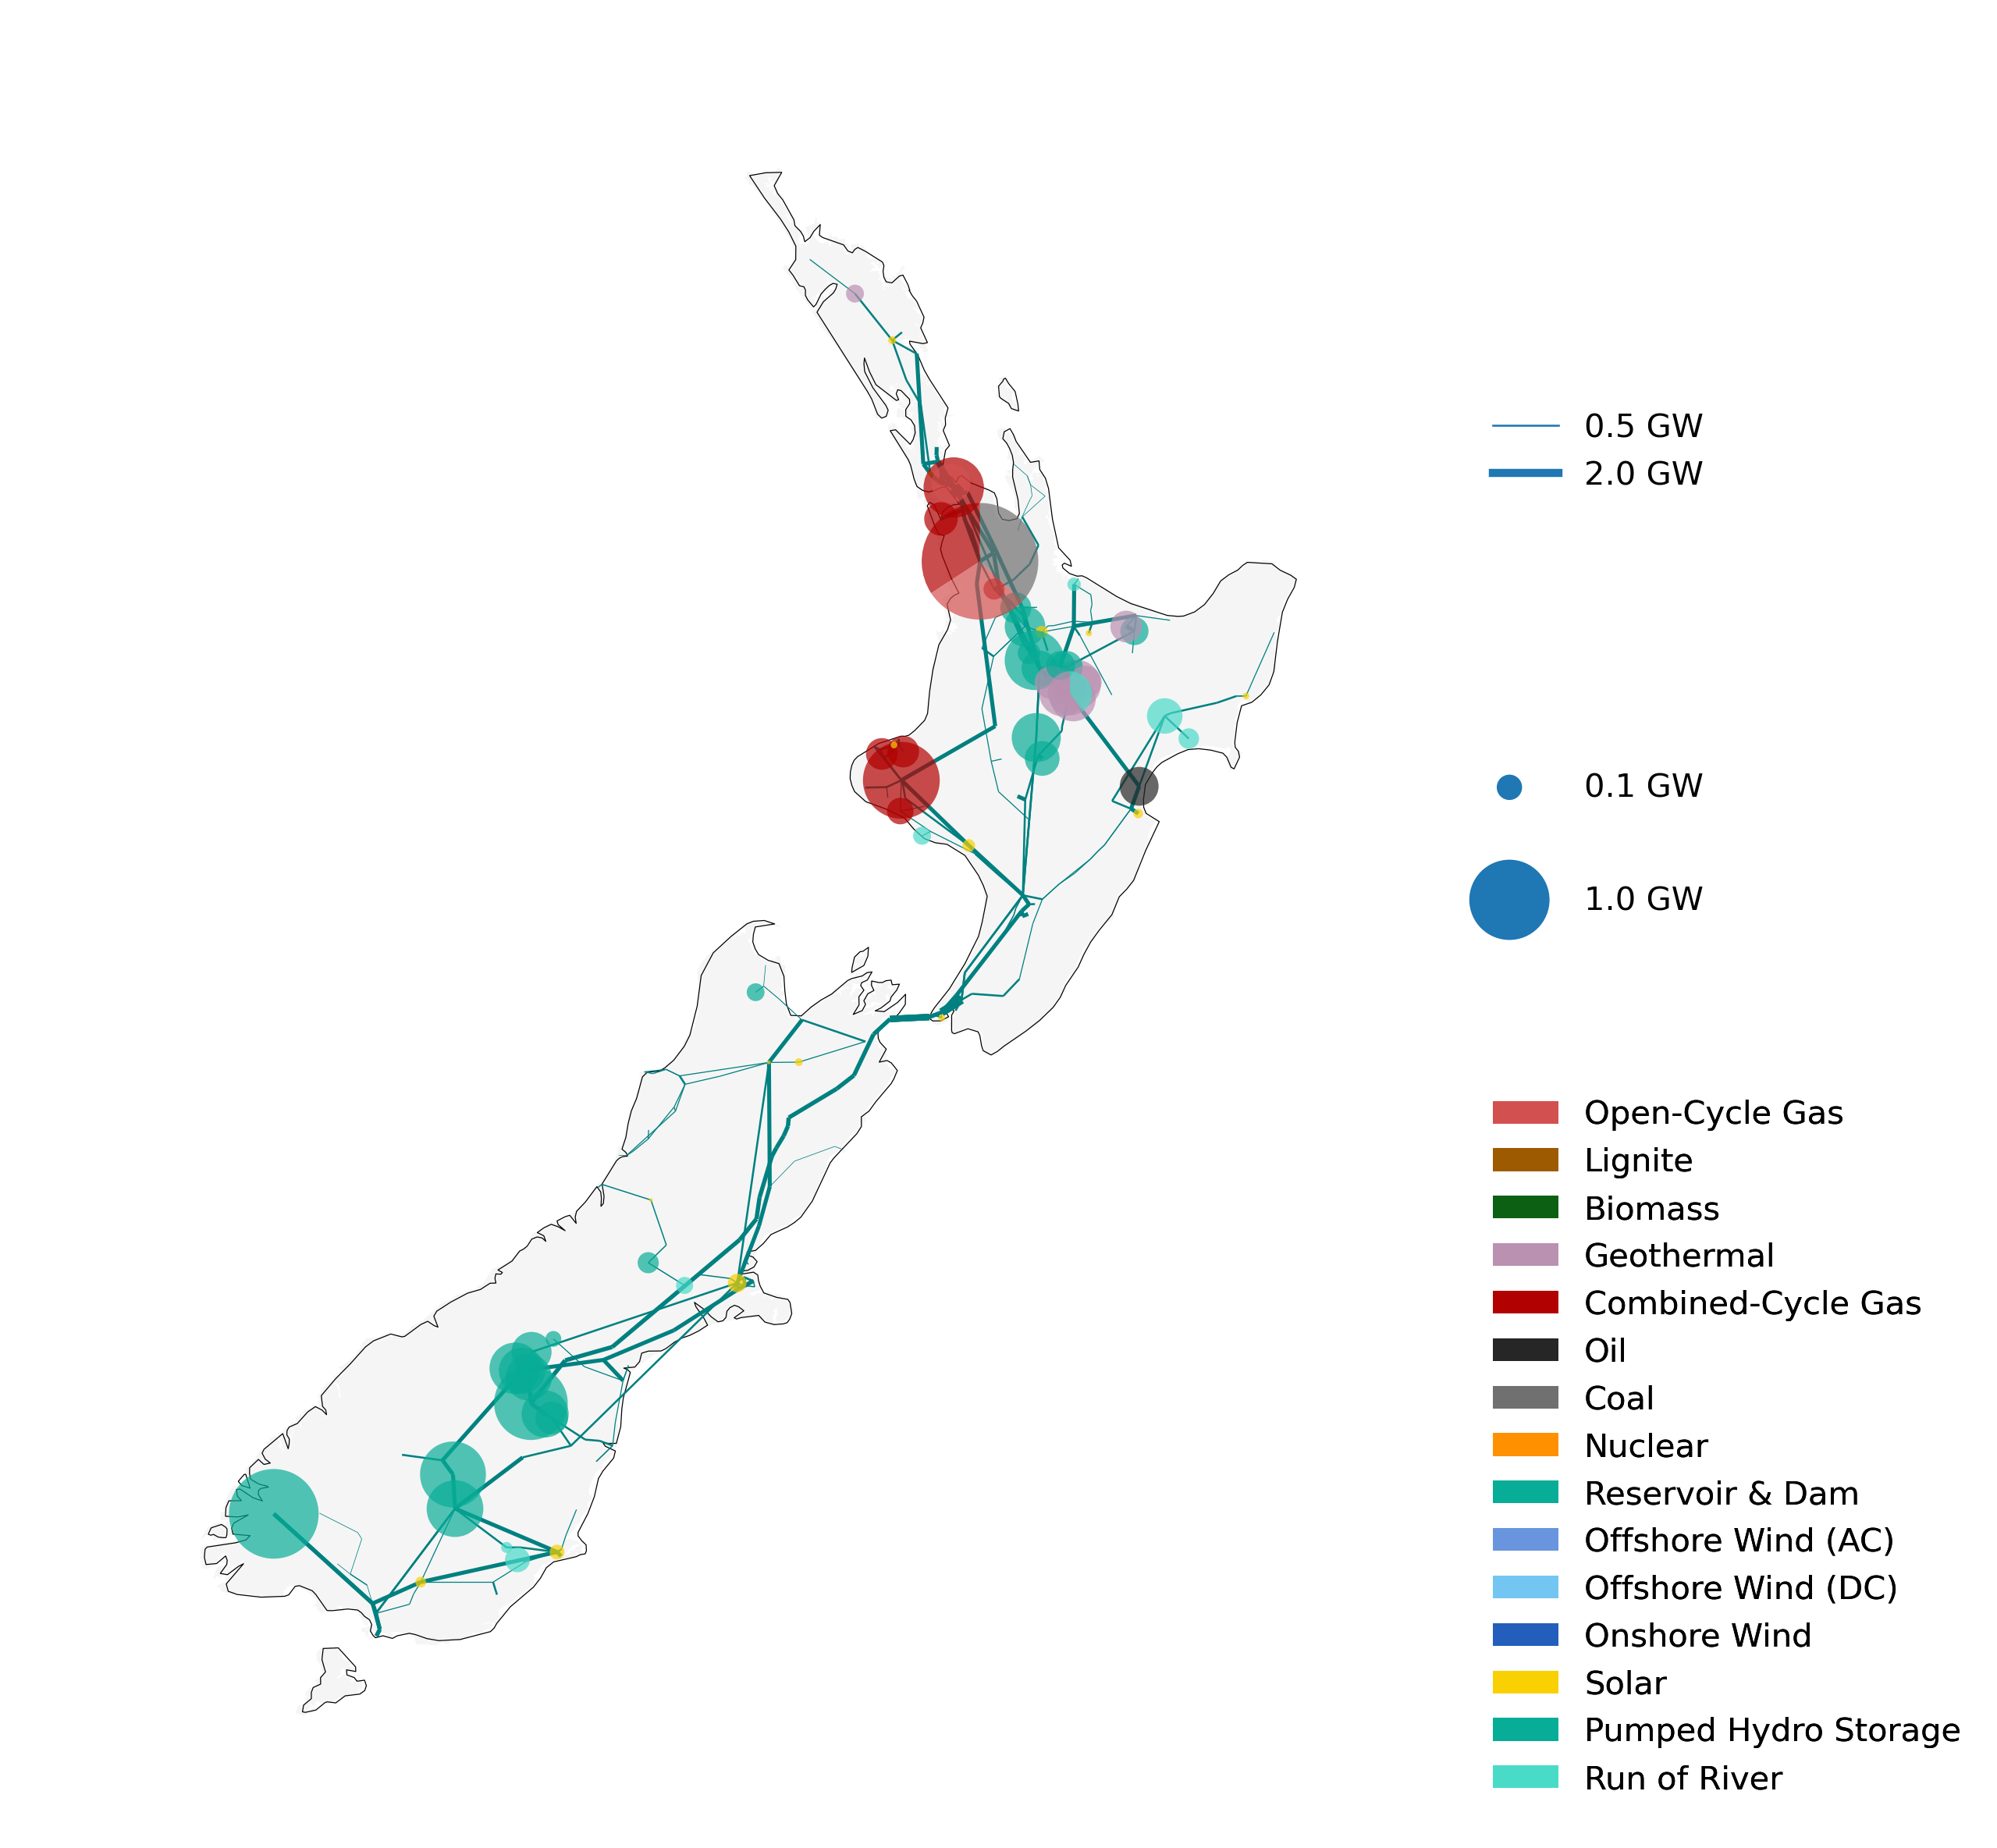 0.5 GW
2.0 GW
0.1 GW
1.0 GW
Open-Cycle Gas
Lignite
Biomass
Geothermal
Combined-Cycle Gas
Oil
Coal
Nuclear
Reservoir & Dam
Offshore Wind (AC)
Offshore Wind (DC)
Onshore Wind
Solar
Pumped Hydro Storage
Run of River